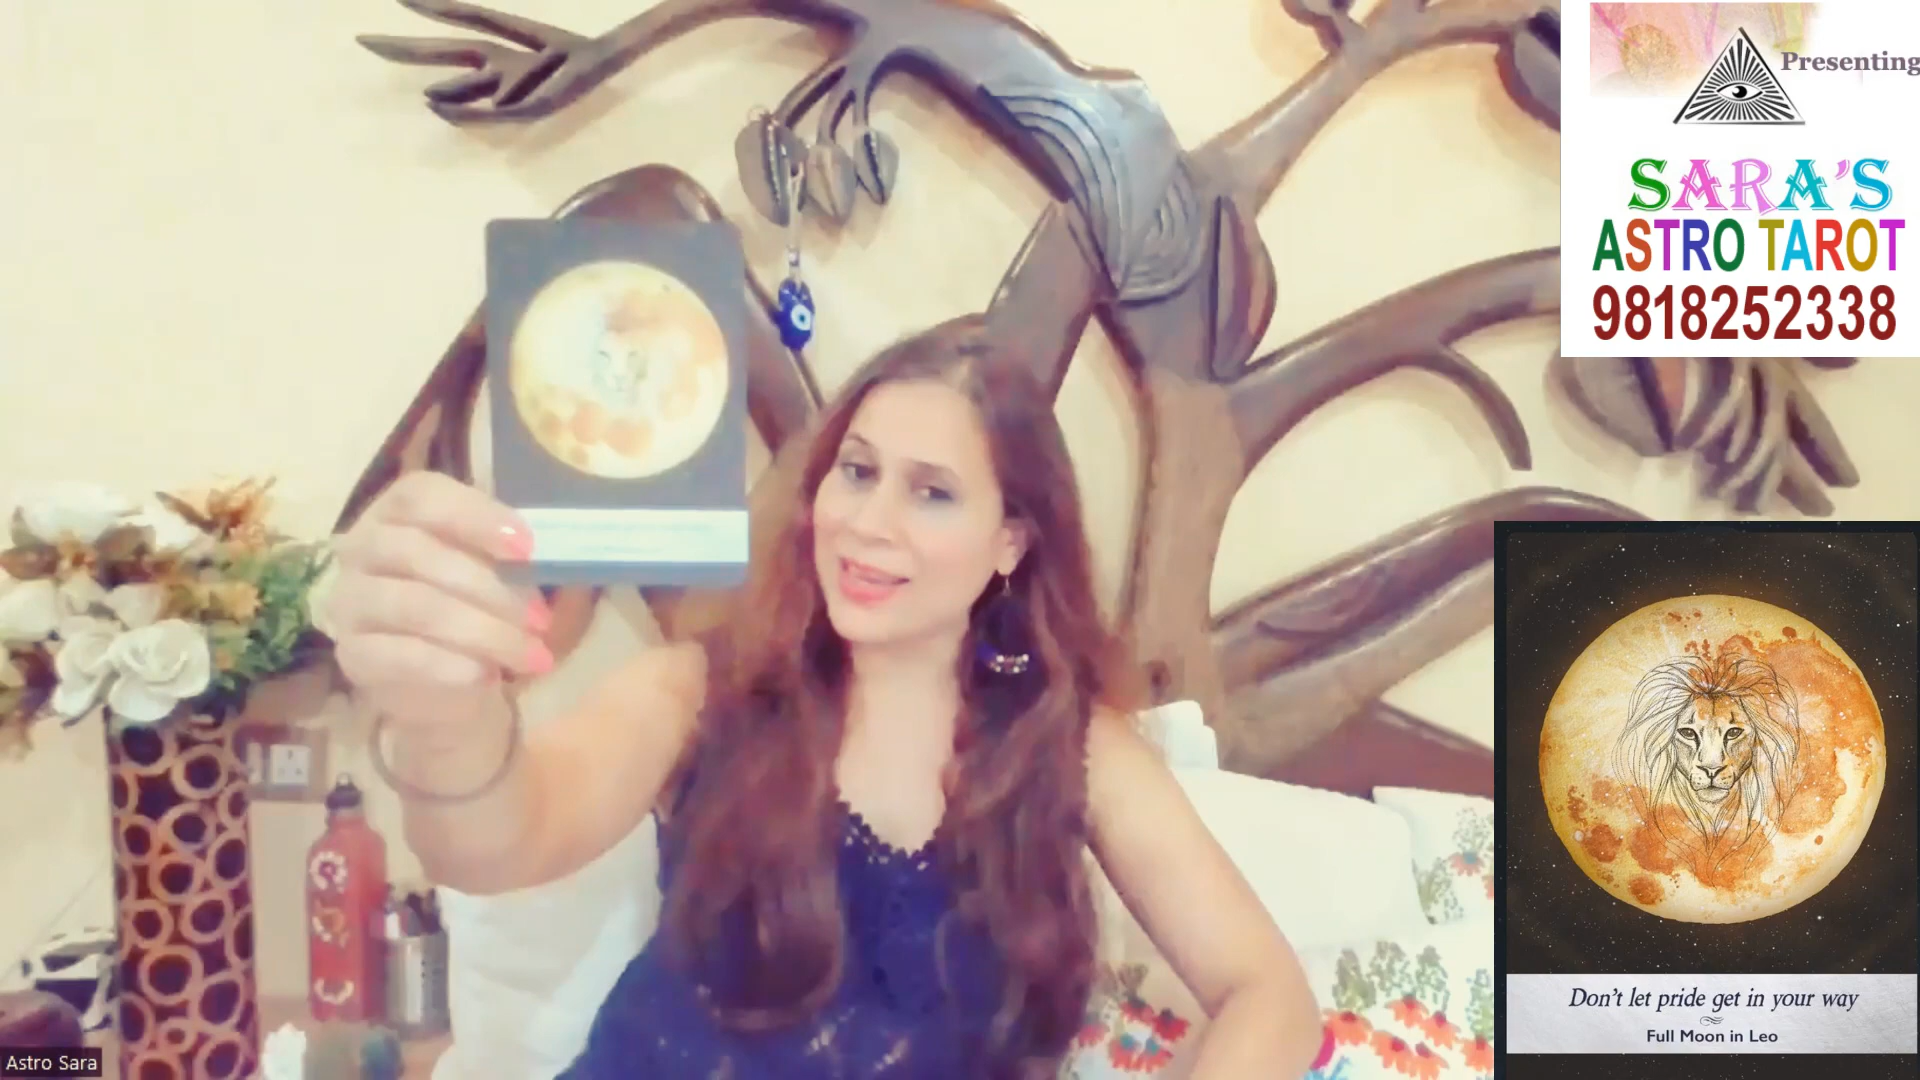 Presenting
SARA'S
ASTRO TAROT
9818252338
Don't let pride get in your way
Full Moon in Leo
Astro Sara